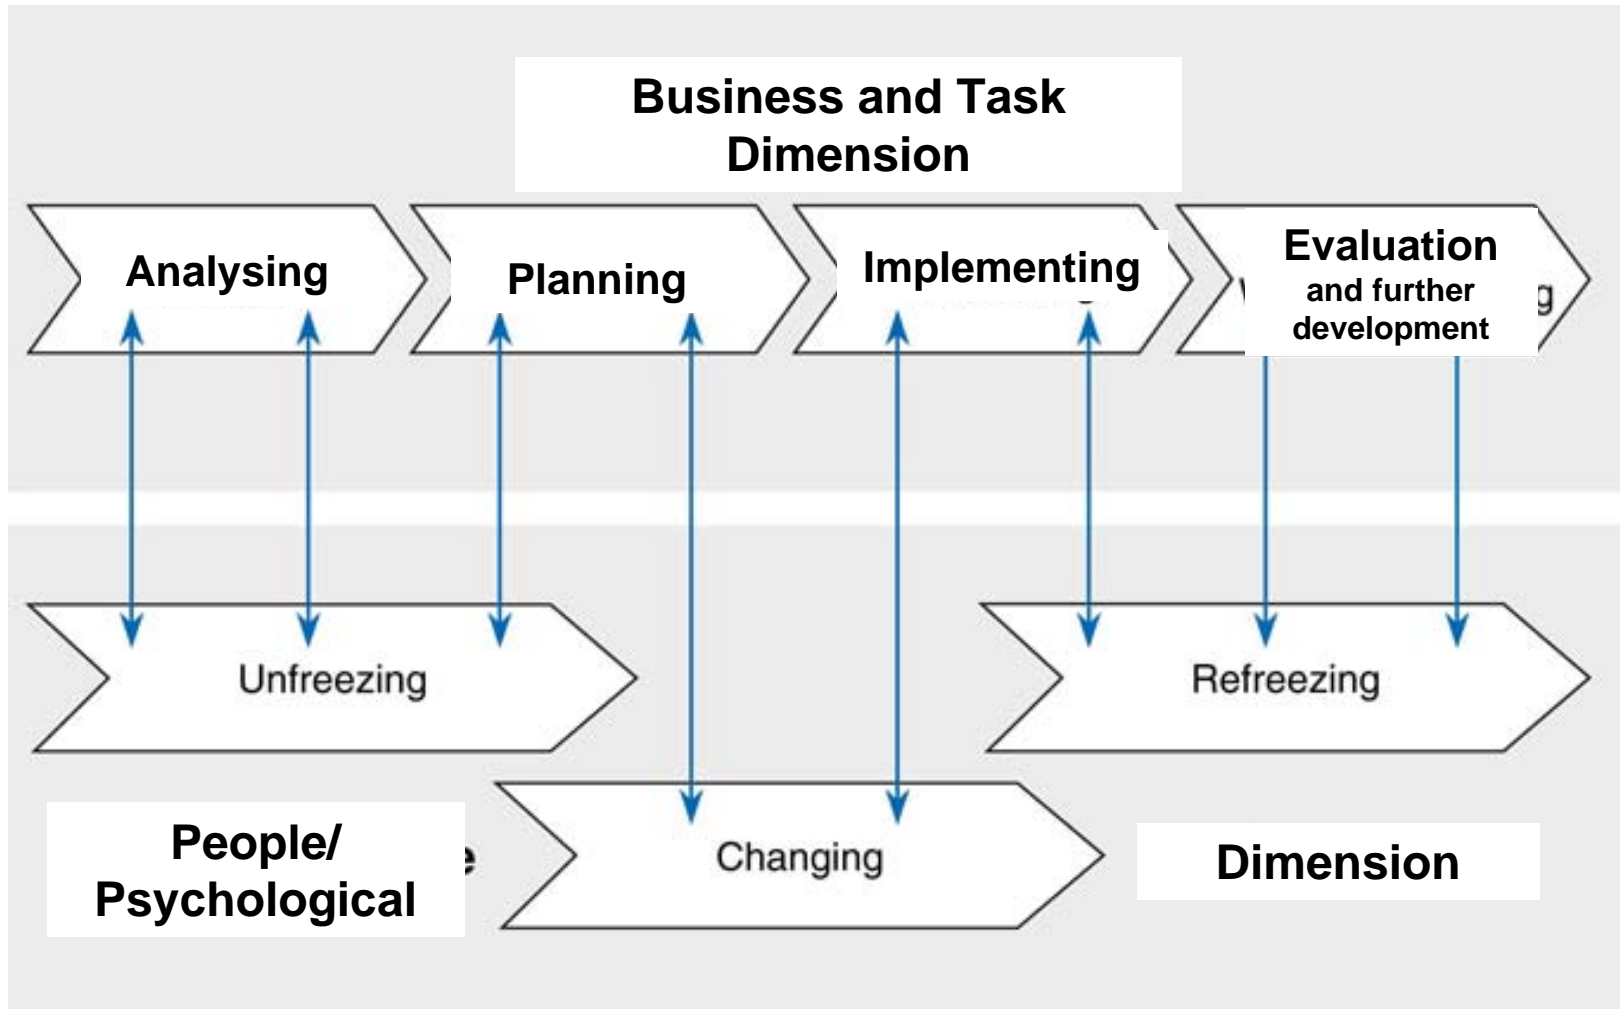 Business and Task
Dimension
Analysing
Planning
Implementing
Evaluation
and further
development
Unfreezing
Refreezing
People/
Psychological
Changing
Dimension